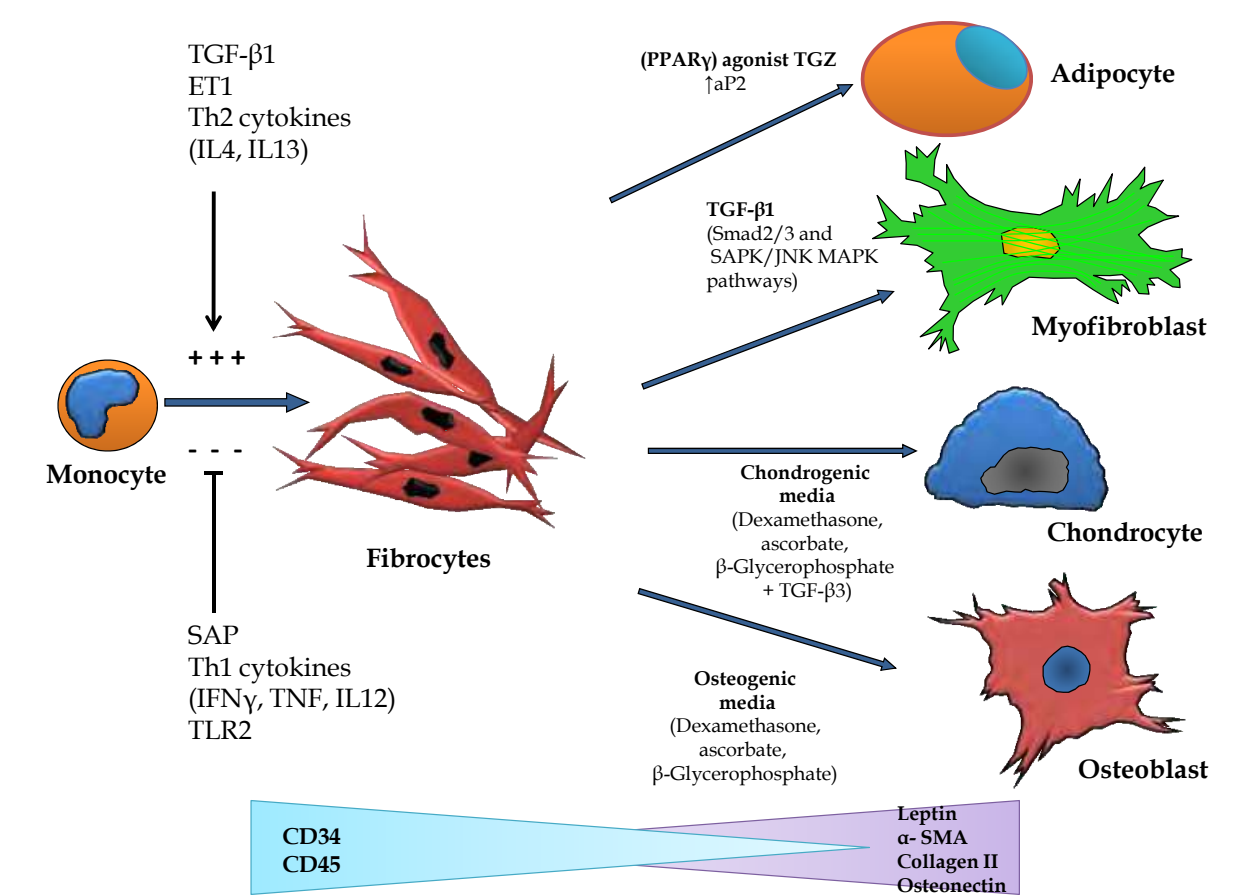 TGF-β1
ET1
Th2 cytokines
(IL4, IL13)
+ + +
- - -
Monocyte
SAP
Th1 cytokines
(IFNγ, TNF, IL12)
TLR2
Fibrocytes
(PPARγ) agonist TGZ
↑aP2
Adipocyte
TGF-β1
(Smad2/3 and
SAPK/JNK MAPK
pathways)
Myofibroblast
Chondrogenic
media
(Dexamethasone,
ascorbate,
β-Glycerophosphate
+ TGF-β3)
Chondrocyte
Osteogenic
media
(Dexamethasone,
ascorbate,
β-Glycerophosphate)
Osteoblast
CD34
CD45
Leptin
α- SMA
Collagen II
Osteonectin